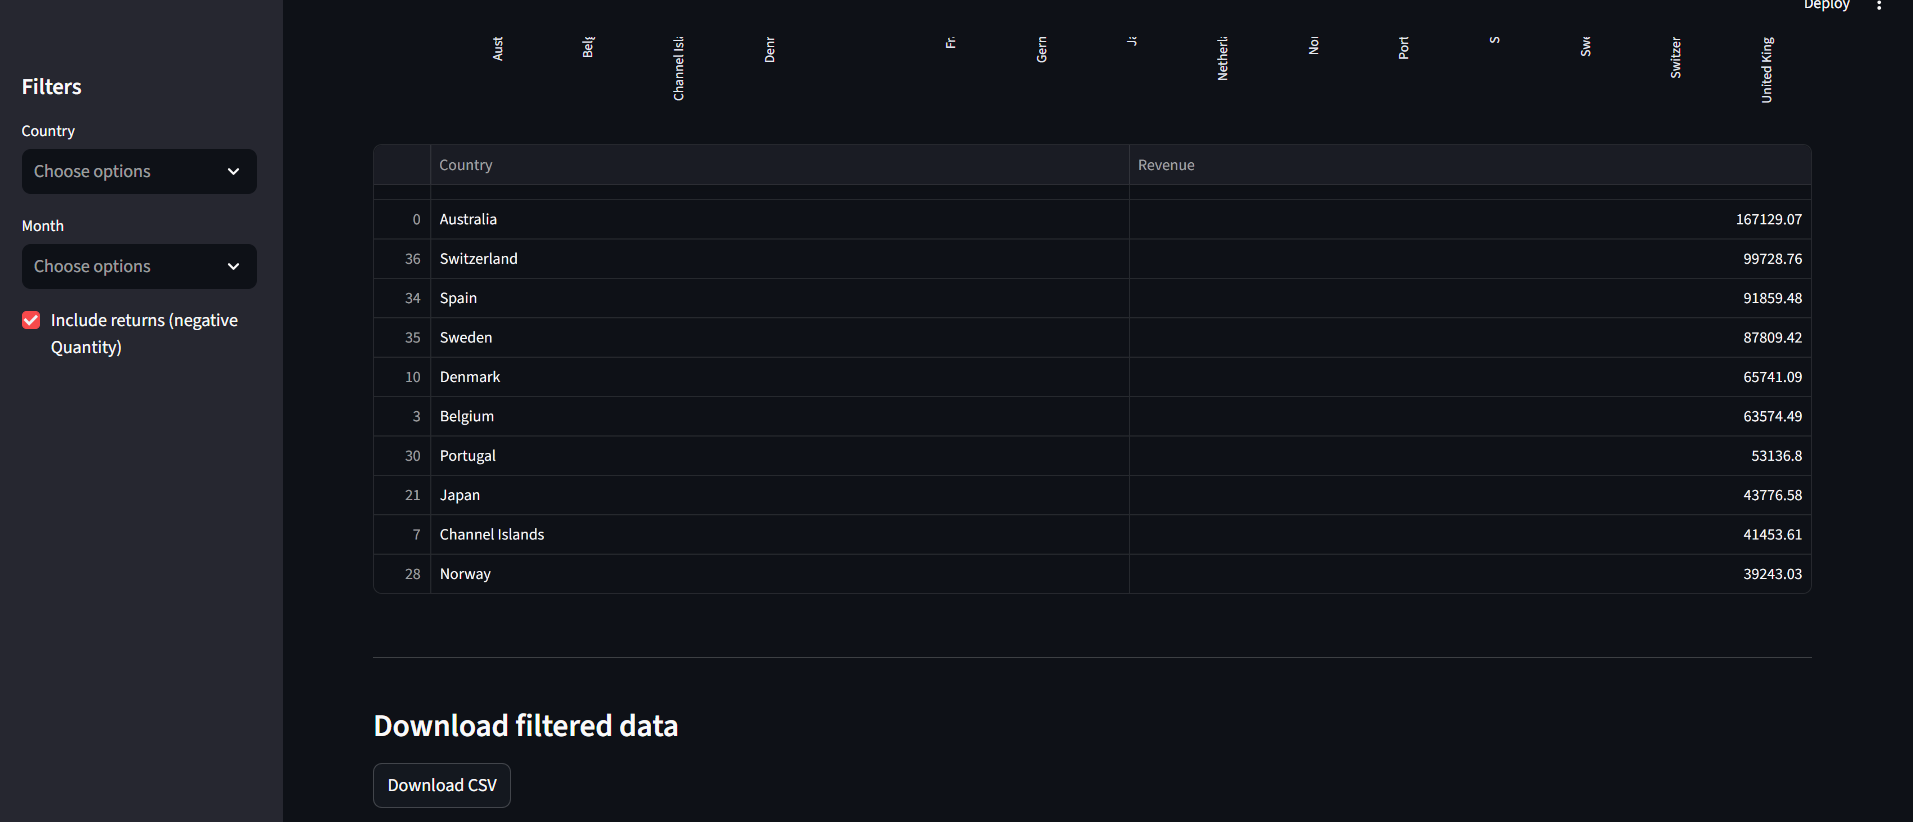 Deploy
Filters
Country
Choose options
Month
Choose options
Include returns (negative
Quantity)
Aust
Belg
Channel Isl
Denr
Fr
Gern
Ja
Netherl
Nor
Port
S
Swe
Switzer
United King
Country Revenue
0 Australia 167129.07
36 Switzerland 99728.76
34 Spain 91859.48
35 Sweden 87809.42
10 Denmark 65741.09
3 Belgium 63574.49
30 Portugal 53136.8
21 Japan 43776.58
7 Channel Islands 41453.61
28 Norway 39243.03
Download filtered data
Download CSV